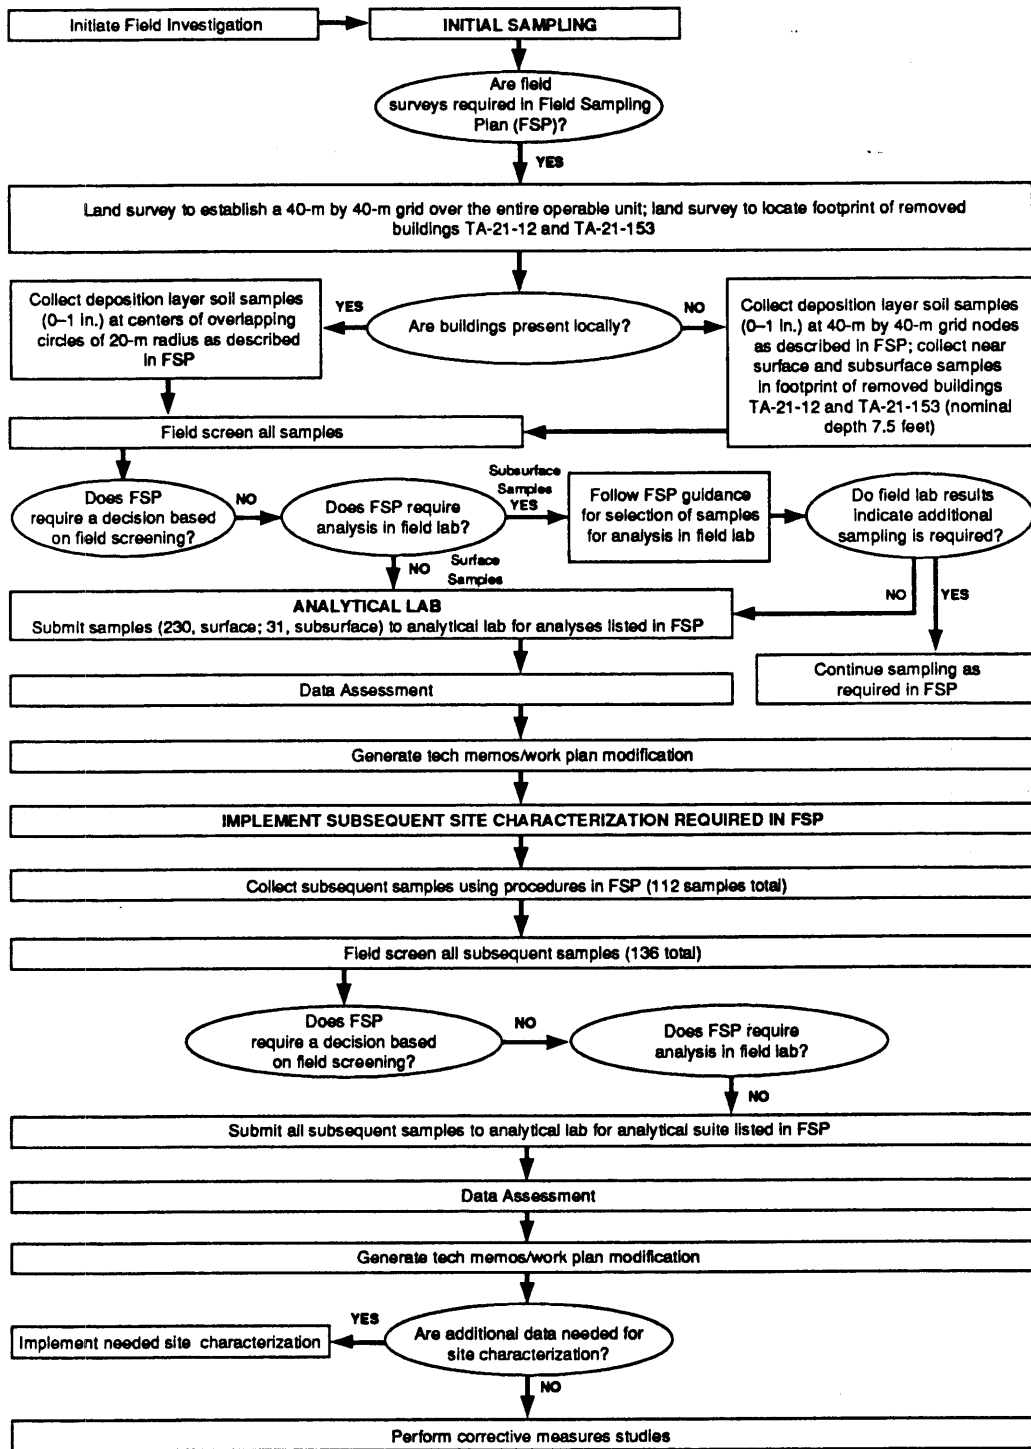 Initiate Field Investigation
INITIAL SAMPLING
Are field
surveys required in Field Sampling
Plan (FSP)?
YES
Land survey to establish a 40-m by 40-m grid over the entire operable unit; land survey to locate footprint of removed
buildings TA-21-12 and TA-21-153
Collect deposition layer soil samples
(0–1 in.) at centers of overlapping
circles of 20-m radius as described
in FSP
YES
Are buildings present locally?
NO
Collect deposition layer soil samples
(0–1 in.) at 40-m by 40-m grid nodes
as described in FSP; collect near
surface and subsurface samples
in footprint of removed buildings
TA-21-12 and TA-21-153 (nominal
depth 7.5 feet)
Field screen all samples
Does FSP
require a decision based
on field screening?
NO
Does FSP require
analysis in field lab?
Subsurface
Samples
YES
Follow FSP guidance
for selection of samples
for analysis in field lab
Do field lab results
indicate additional
sampling is required?
NO
Surface
Samples
NO
YES
ANALYTICAL LAB
Submit samples (230, surface; 31, subsurface) to analytical lab for analyses listed in FSP
Continue sampling as
required in FSP
Data Assessment
Generate tech memos/work plan modification
IMPLEMENT SUBSEQUENT SITE CHARACTERIZATION REQUIRED IN FSP
Collect subsequent samples using procedures in FSP (112 samples total)
Field screen all subsequent samples (136 total)
Does FSP
require a decision based
on field screening?
NO
Does FSP require
analysis in field lab?
NO
Submit all subsequent samples to analytical lab for analytical suite listed in FSP
Data Assessment
Generate tech memos/work plan modification
Are additional data needed for
site characterization?
YES
Implement needed site characterization
NO
Perform corrective measures studies